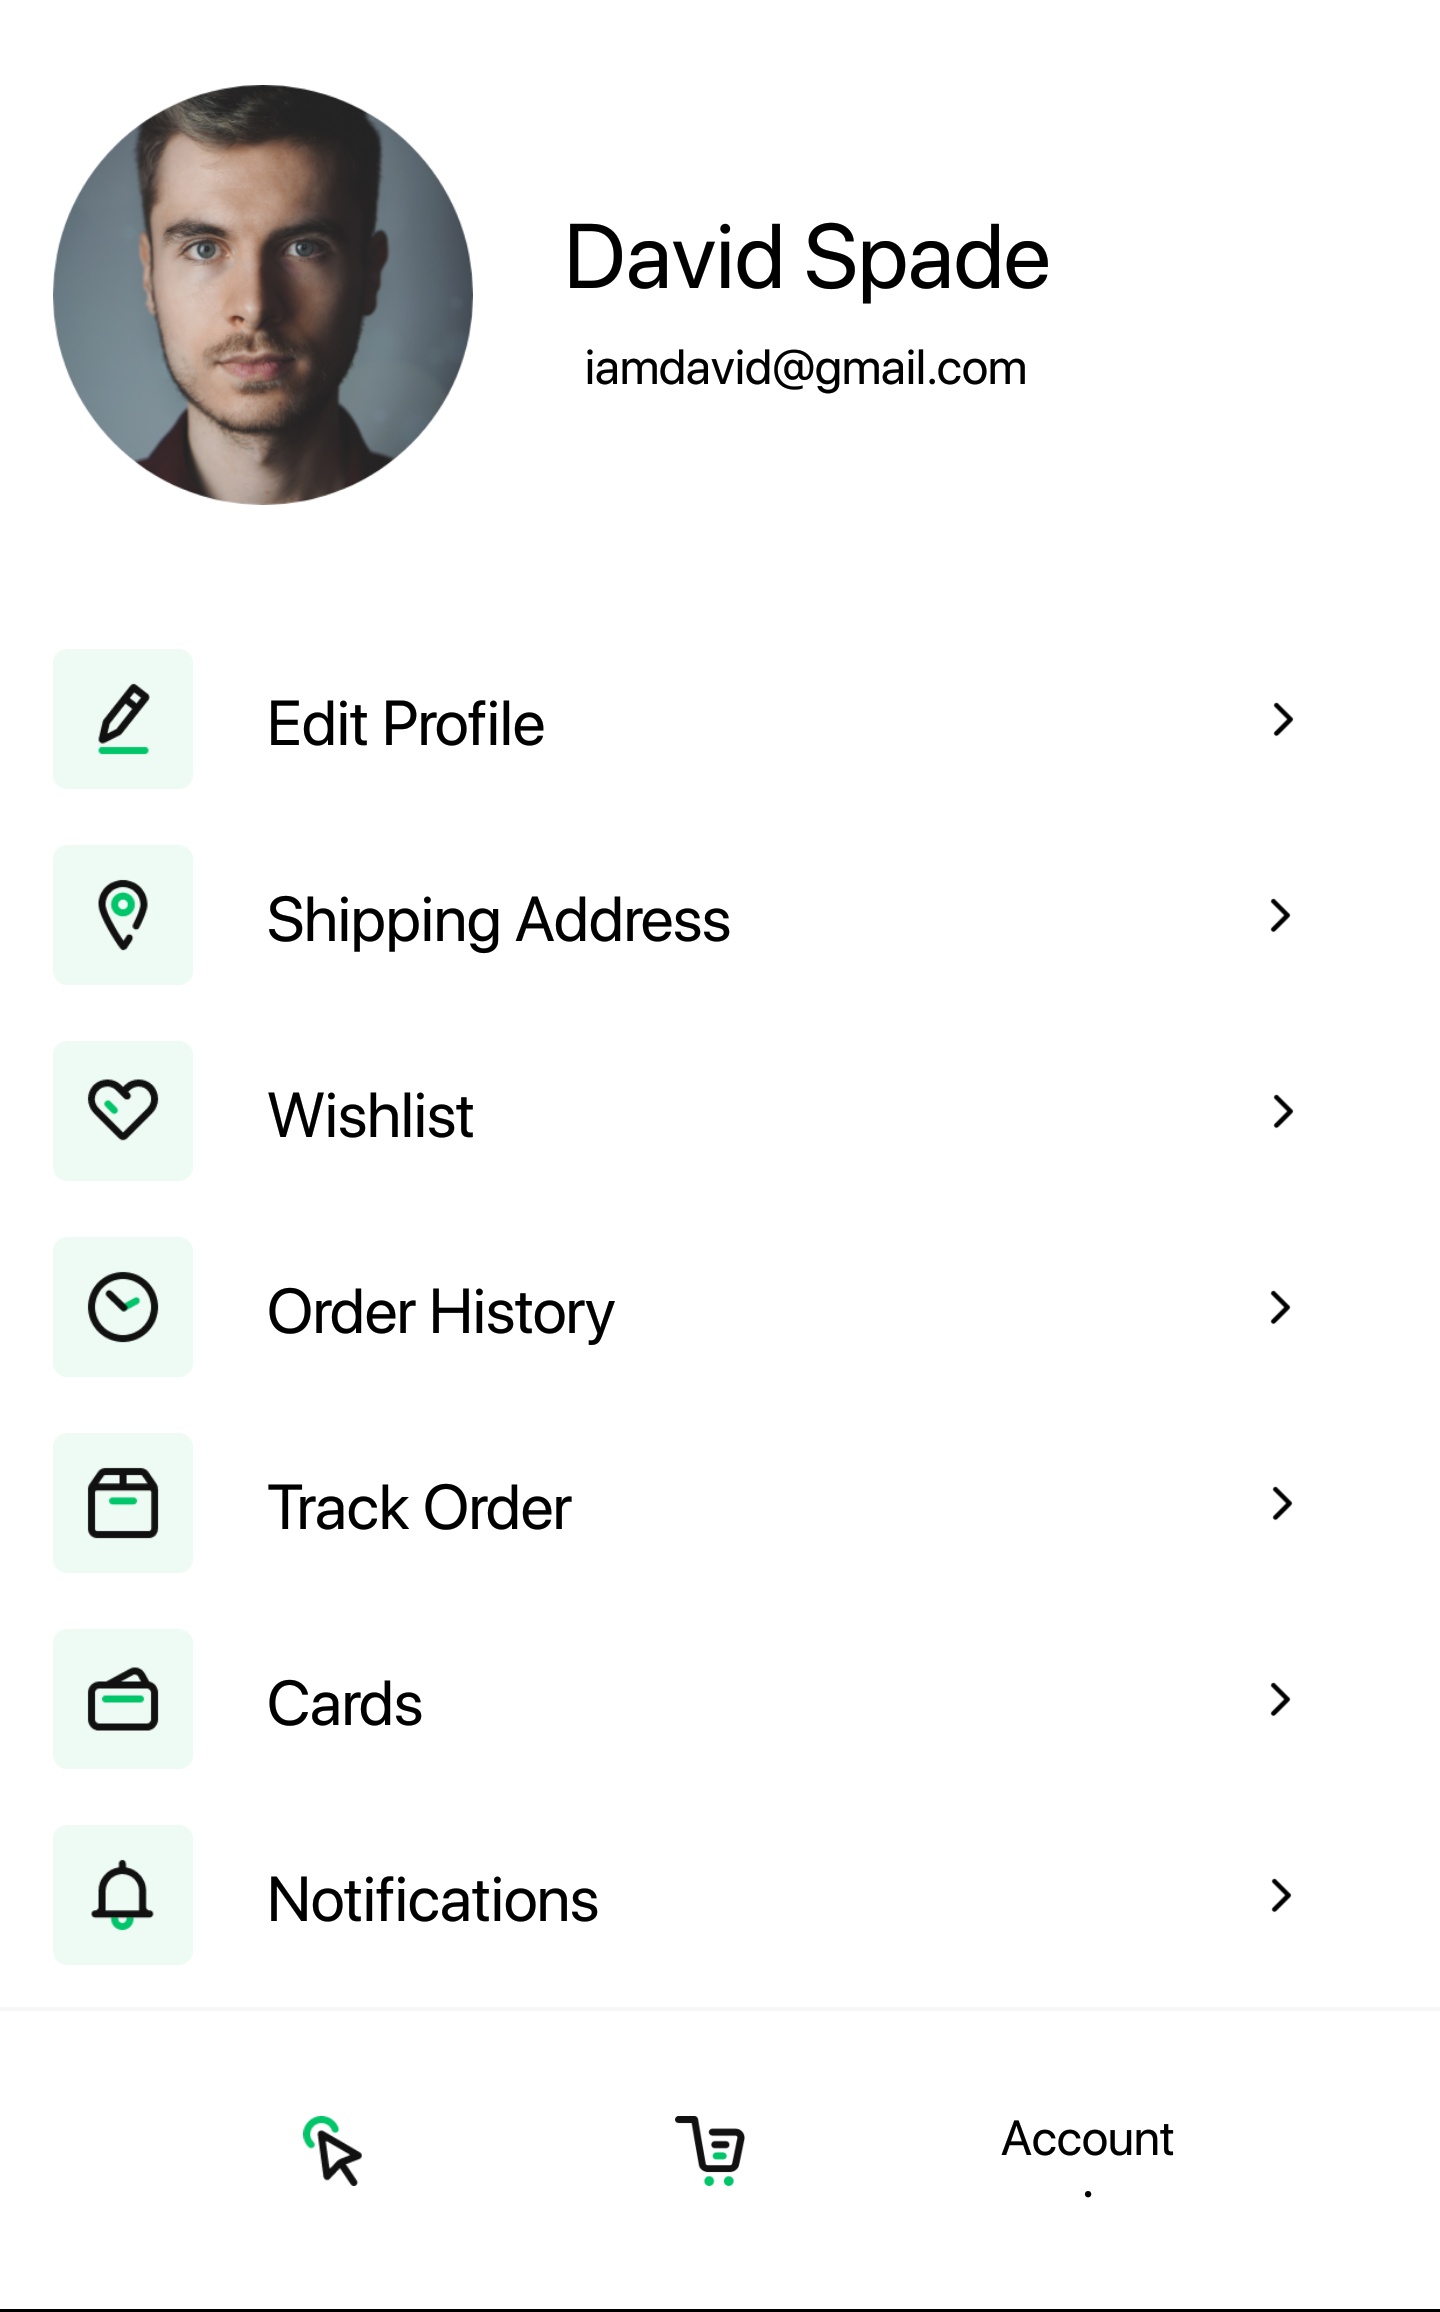 David Spade
iamdavid@gmail.com
Edit Profile
Shipping Address
Wishlist
Order History
Track Order
Cards
Notifications
Account